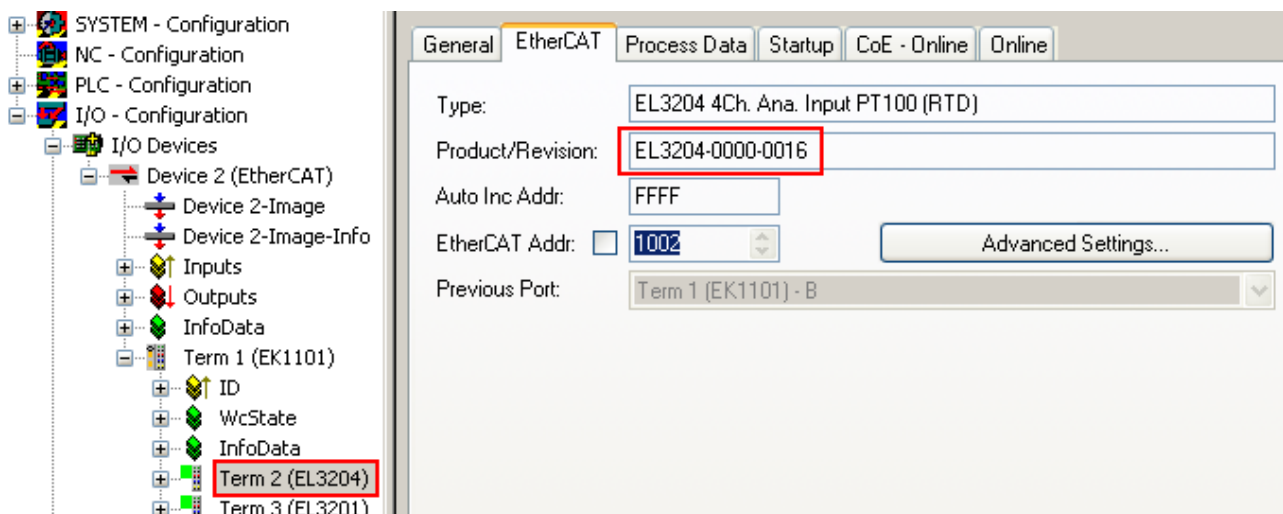 SYSTEM - Configuration
NC - Configuration
PLC - Configuration
I/O - Configuration
I/O Devices
Device 2 (EtherCAT)
Device 2-Image
Device 2-Image-Info
Inputs
Outputs
InfoData
Term 1 (EK1101)
ID
WcState
InfoData
Term 2 (EL3204)
Term 3 (EL3201)
General EtherCAT Process Data Startup CoE - Online Online
Type: EL3204 4Ch. Ana. Input PT100 (RTD)
Product/Revision: EL3204-0000-0016
Auto Inc Addr: FFFF
EtherCAT Addr: 1002 Advanced Settings...
Previous Port: Term 1 (EK1101) - B